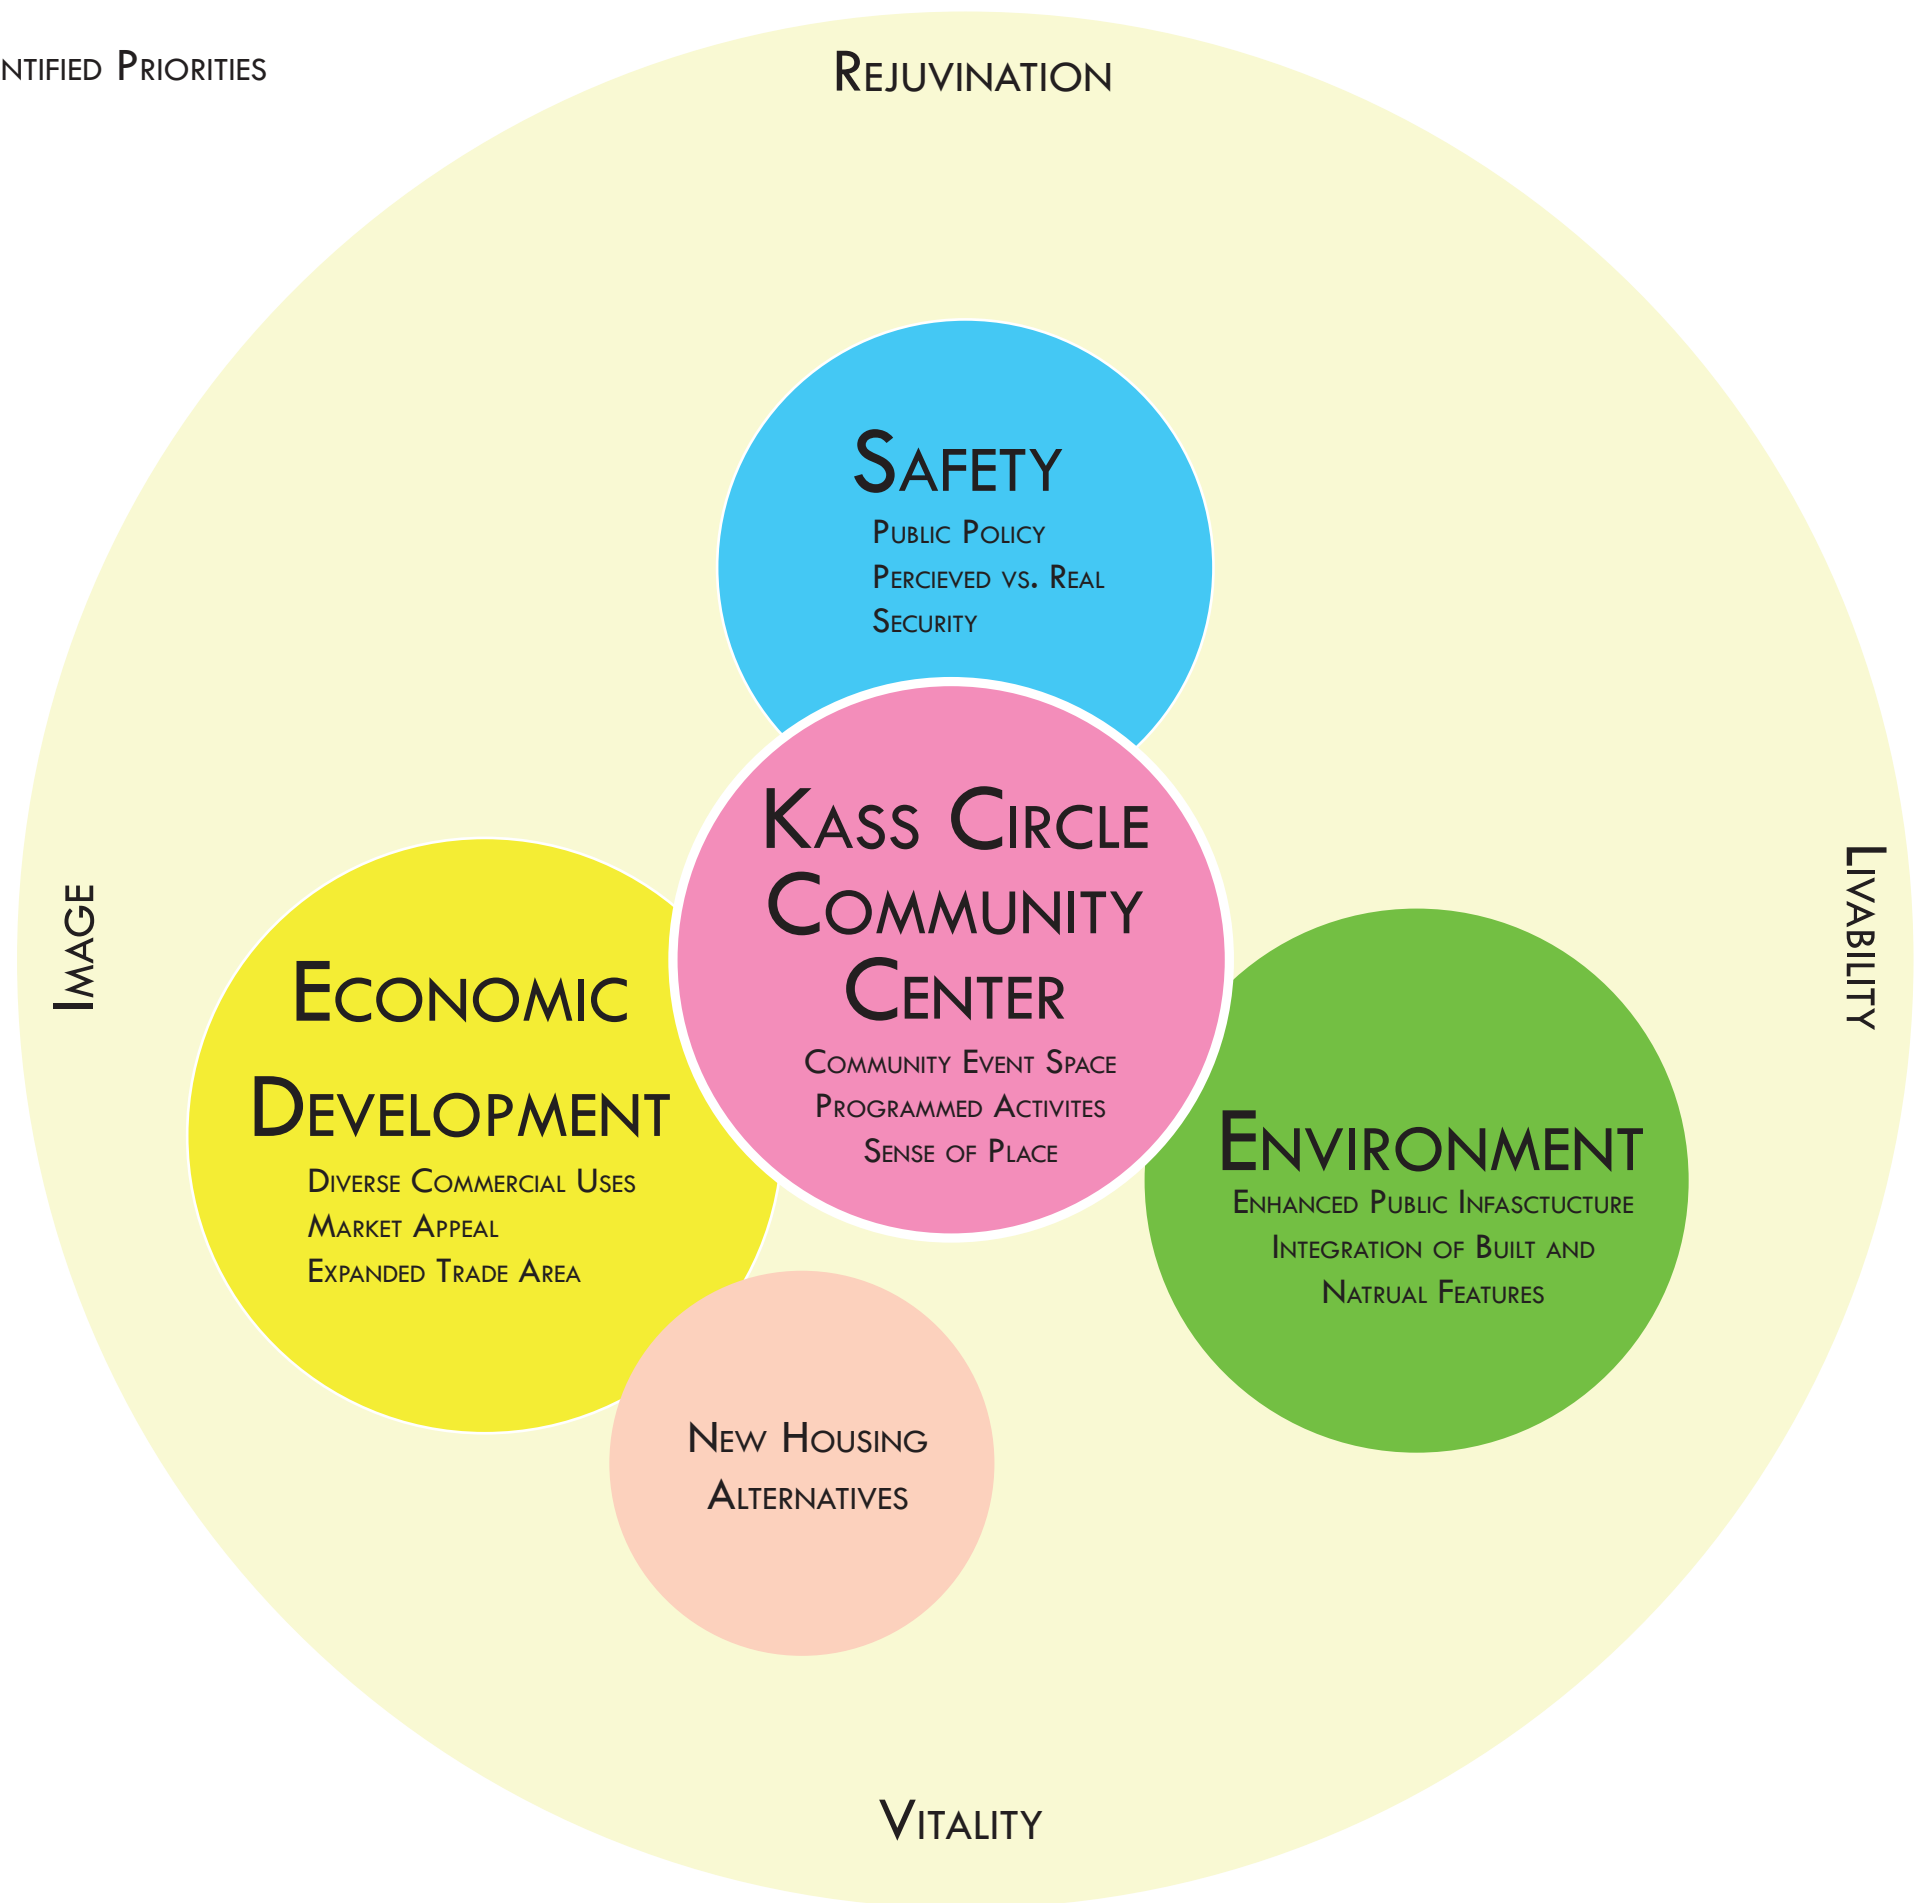 ntified Priorities
Rejuvination
Safety
Public Policy
Percieved vs. Real
Security
Kass Circle
Community
Center
Community Event Space
Programmed Activites
Sense of Place
Image
Economic
Development
Diverse Commercial Uses
Market Appeal
Expanded Trade Area
Livability
Environment
Enhanced Public Infasctucture
Integration of Built and
Natrual Features
New Housing
Alternatives
Vitality